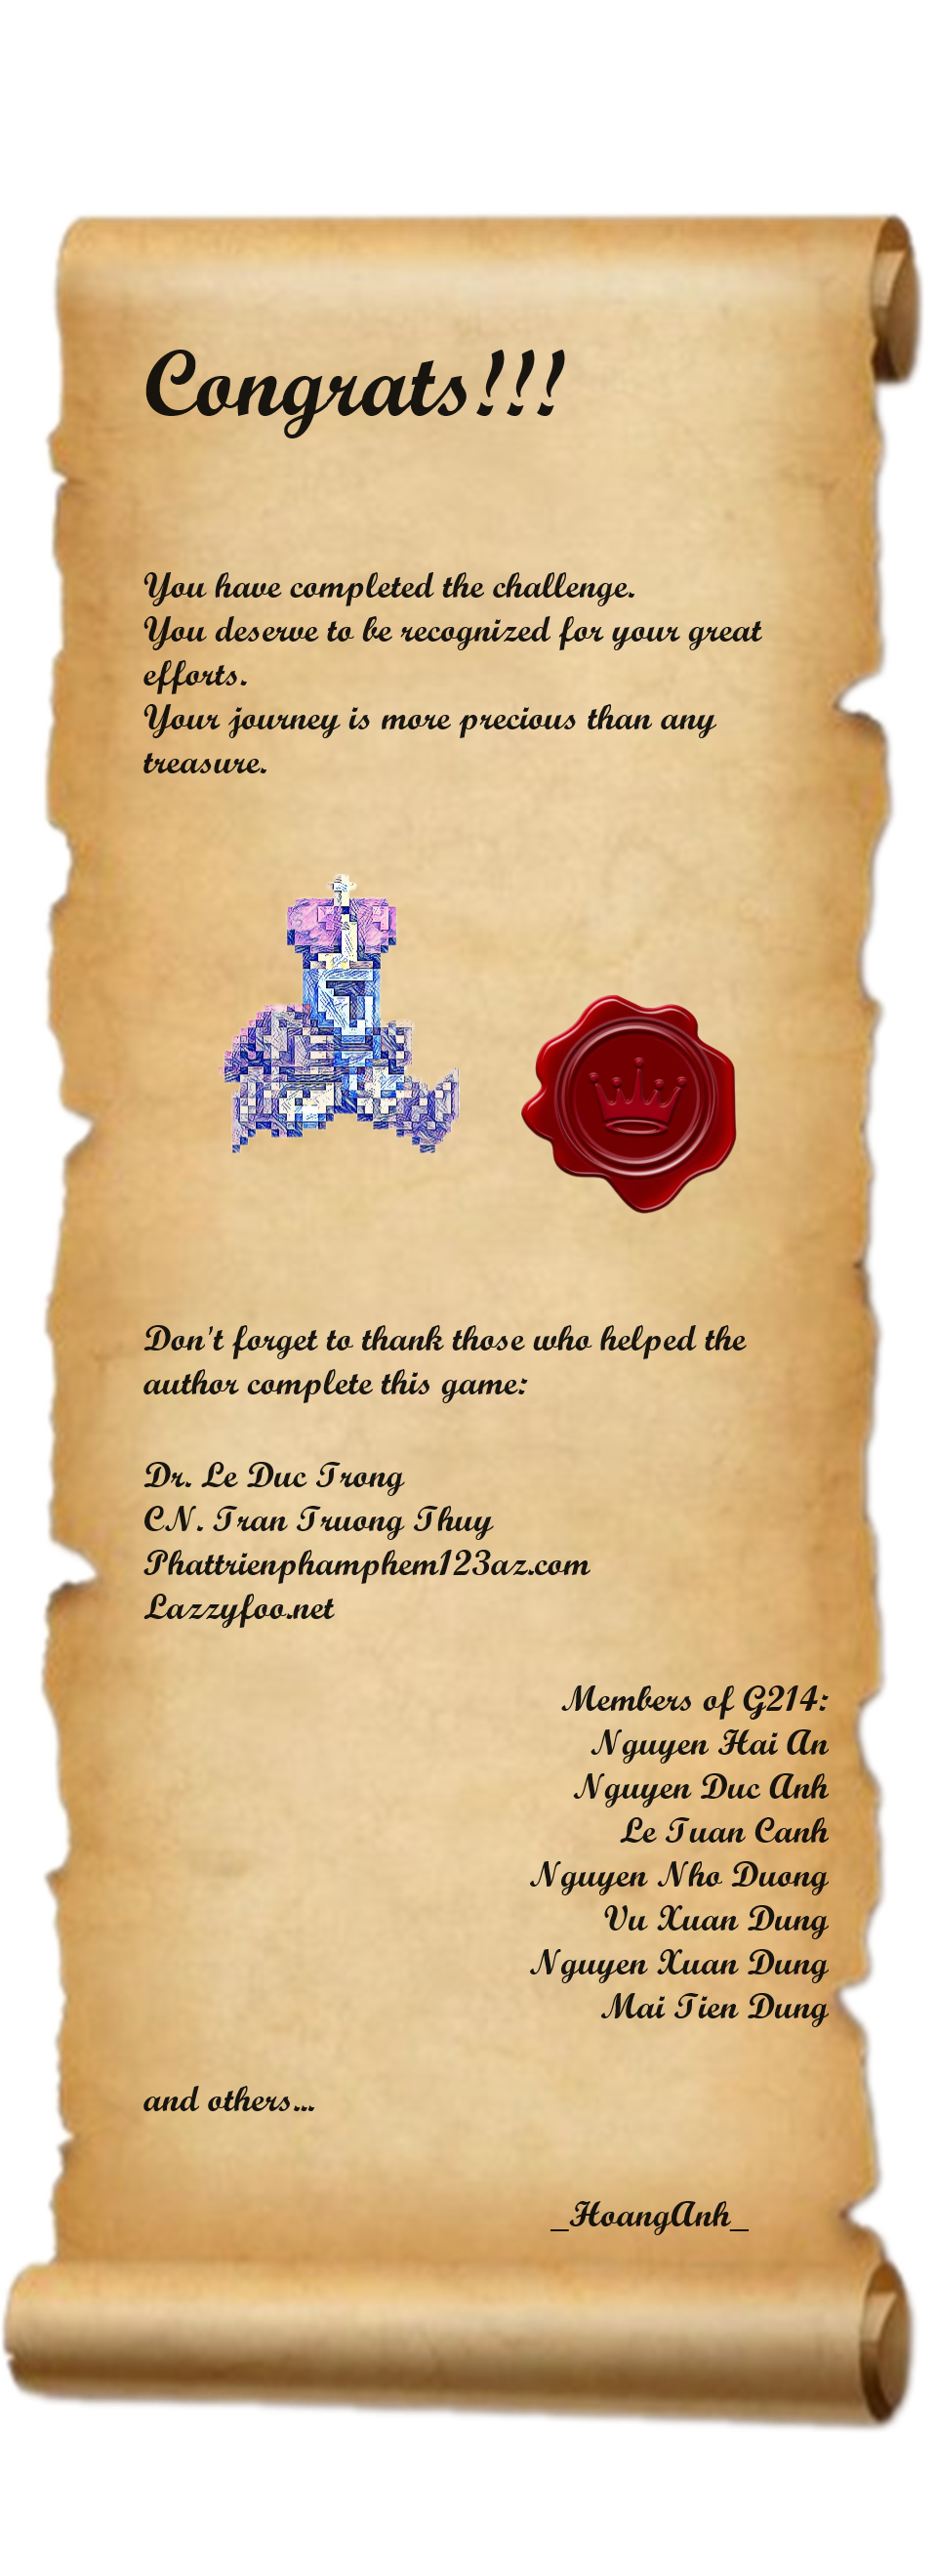 Congrats!!!
You have completed the challenge.
You deserve to be recognized for your great
efforts.
Your journey is more precious than any
treasure.
Don't forget to thank those who helped the
author complete this game:
Dr. Le Duc Trong
C.N. Tran Truong Thuy
Phattrienphamphem123az.com
Lazzyfoo.net
Members of G214:
Nguyen Hai An
Nguyen Duc Anh
Le Tuan Canh
Nguyen Nho Duong
Vu Xuan Dung
Nguyen Xuan Dung
Mai Tien Dung
and others...
_HoangAnh_